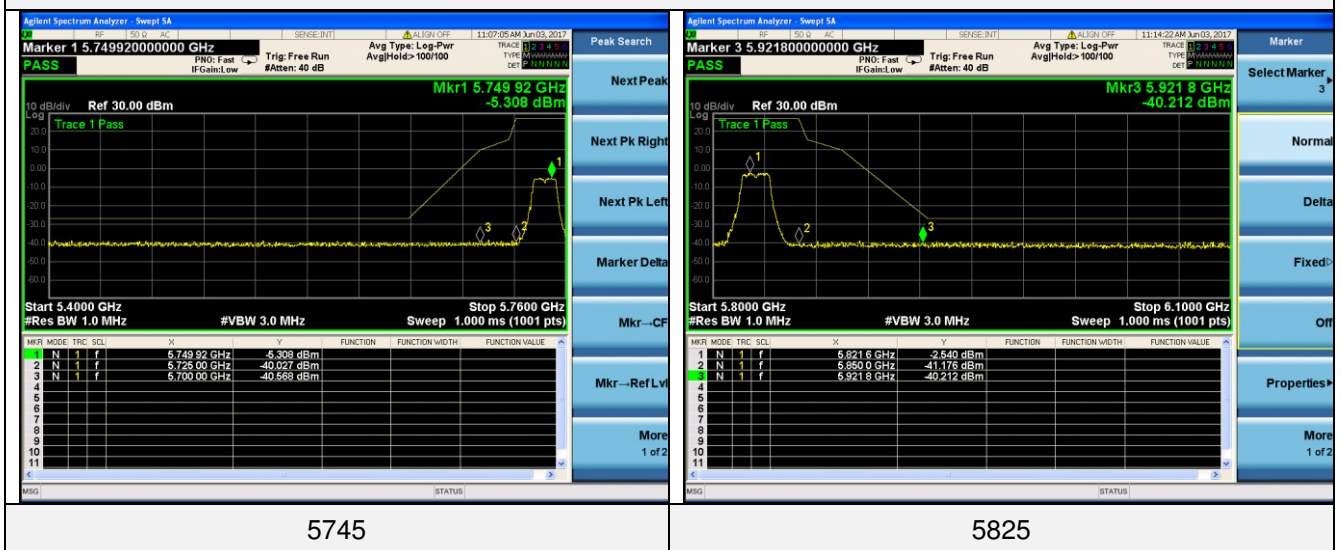 Agilent Spectrum Analyzer - Swept SA
LXI RF 50 Ω AC SENSE:INT ALIGN OFF 11:07:05 AM Jun 03, 2017
Marker 1 5.749920000000 GHz
PASS
PNO: Fast
IFGain:Low
Trig: Free Run
#Atten: 40 dB
Avg Type: Log-Pwr
Avg|Hold:> 100/100
TRACE 1 2 3 4 5 6
TYPE M
DET P N N N N N
Mkr1 5.749 92 GHz
-5.308 dBm
10 dB/div Ref 30.00 dBm
Log
Trace 1 Pass
20.0
10.0
0.00
-10.0
-20.0
-30.0
-40.0
-50.0
-60.0
1
3
2
Start 5.4000 GHz Stop 5.7600 GHz
#Res BW 1.0 MHz #VBW 3.0 MHz Sweep 1.000 ms (1001 pts)
MKR MODE TRC SCL X Y FUNCTION FUNCTION WIDTH FUNCTION VALUE
1 N 1 f 5.749 92 GHz -5.308 dBm
2 N 1 f 5.725 00 GHz -40.027 dBm
3 N 1 f 5.700 00 GHz -40.568 dBm
4
5
6
7
8
9
10
11
MSG STATUS
Peak Search
Next Peak
Next Pk Right
Next Pk Left
Marker Delta
Mkr→CF
Mkr→Ref Lvl
More
1 of 2
5745
Agilent Spectrum Analyzer - Swept SA
LXI RF 50 Ω AC SENSE:INT ALIGN OFF 11:14:22 AM Jun 03, 2017
Marker 3 5.921800000000 GHz
PASS
PNO: Fast
IFGain:Low
Trig: Free Run
#Atten: 40 dB
Avg Type: Log-Pwr
Avg|Hold:> 100/100
TRACE 1 2 3 4 5 6
TYPE M
DET P N N N N N
Mkr3 5.921 8 GHz
-40.212 dBm
10 dB/div Ref 30.00 dBm
Log
Trace 1 Pass
20.0
10.0
0.00
-10.0
-20.0
-30.0
-40.0
-50.0
-60.0
1
2
3
Start 5.8000 GHz Stop 6.1000 GHz
#Res BW 1.0 MHz #VBW 3.0 MHz Sweep 1.000 ms (1001 pts)
MKR MODE TRC SCL X Y FUNCTION FUNCTION WIDTH FUNCTION VALUE
1 N 1 f 5.821 6 GHz -2.540 dBm
2 N 1 f 5.850 0 GHz -41.176 dBm
3 N 1 f 5.921 8 GHz -40.212 dBm
4
5
6
7
8
9
10
11
MSG STATUS
Marker
Select Marker
3
Normal
Delta
Fixed
Off
Properties
More
1 of 2
5825